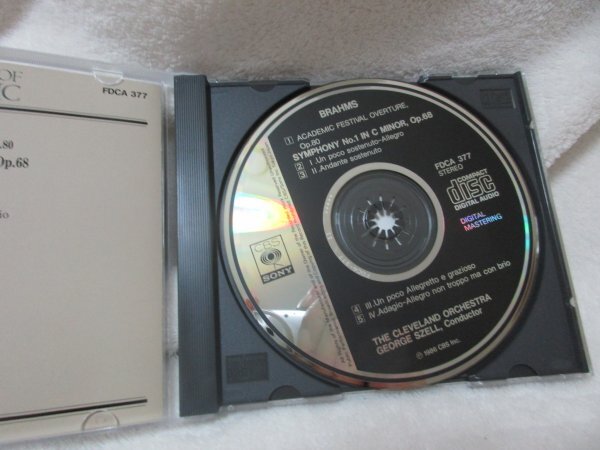 OF
IC
FDCA 377
.80
Op.68
io
BRAHMS
1 ACADEMIC FESTIVAL OVERTURE,
Op.80
SYMPHONY No.1 IN C MINOR, Op.68
2 I.Un poco sostenuto-Allegro
3 II.Andante sostenuto
FDCA 377
STEREO
COMPACT
disc
DIGITAL AUDIO
DIGITAL
MASTERING
CBS
SONY
4 III.Un poco Allegretto e grazioso
5 IV.Adagio-Allegro non troppo ma con brio
THE CLEVELAND ORCHESTRA
GEORGE SZELL, Conductor
℗1986 CBS Inc.